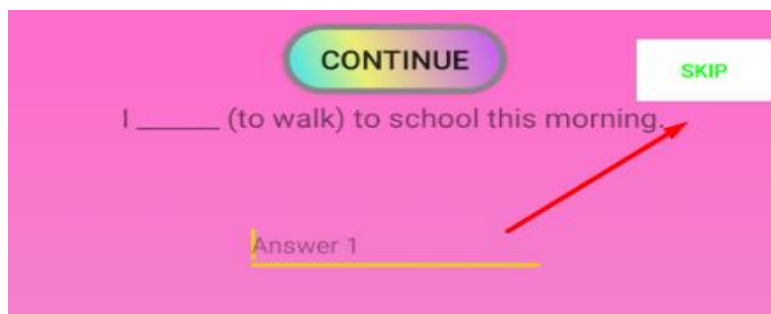 CONTINUE
SKIP
I ______ (to walk) to school this morning.
Answer 1